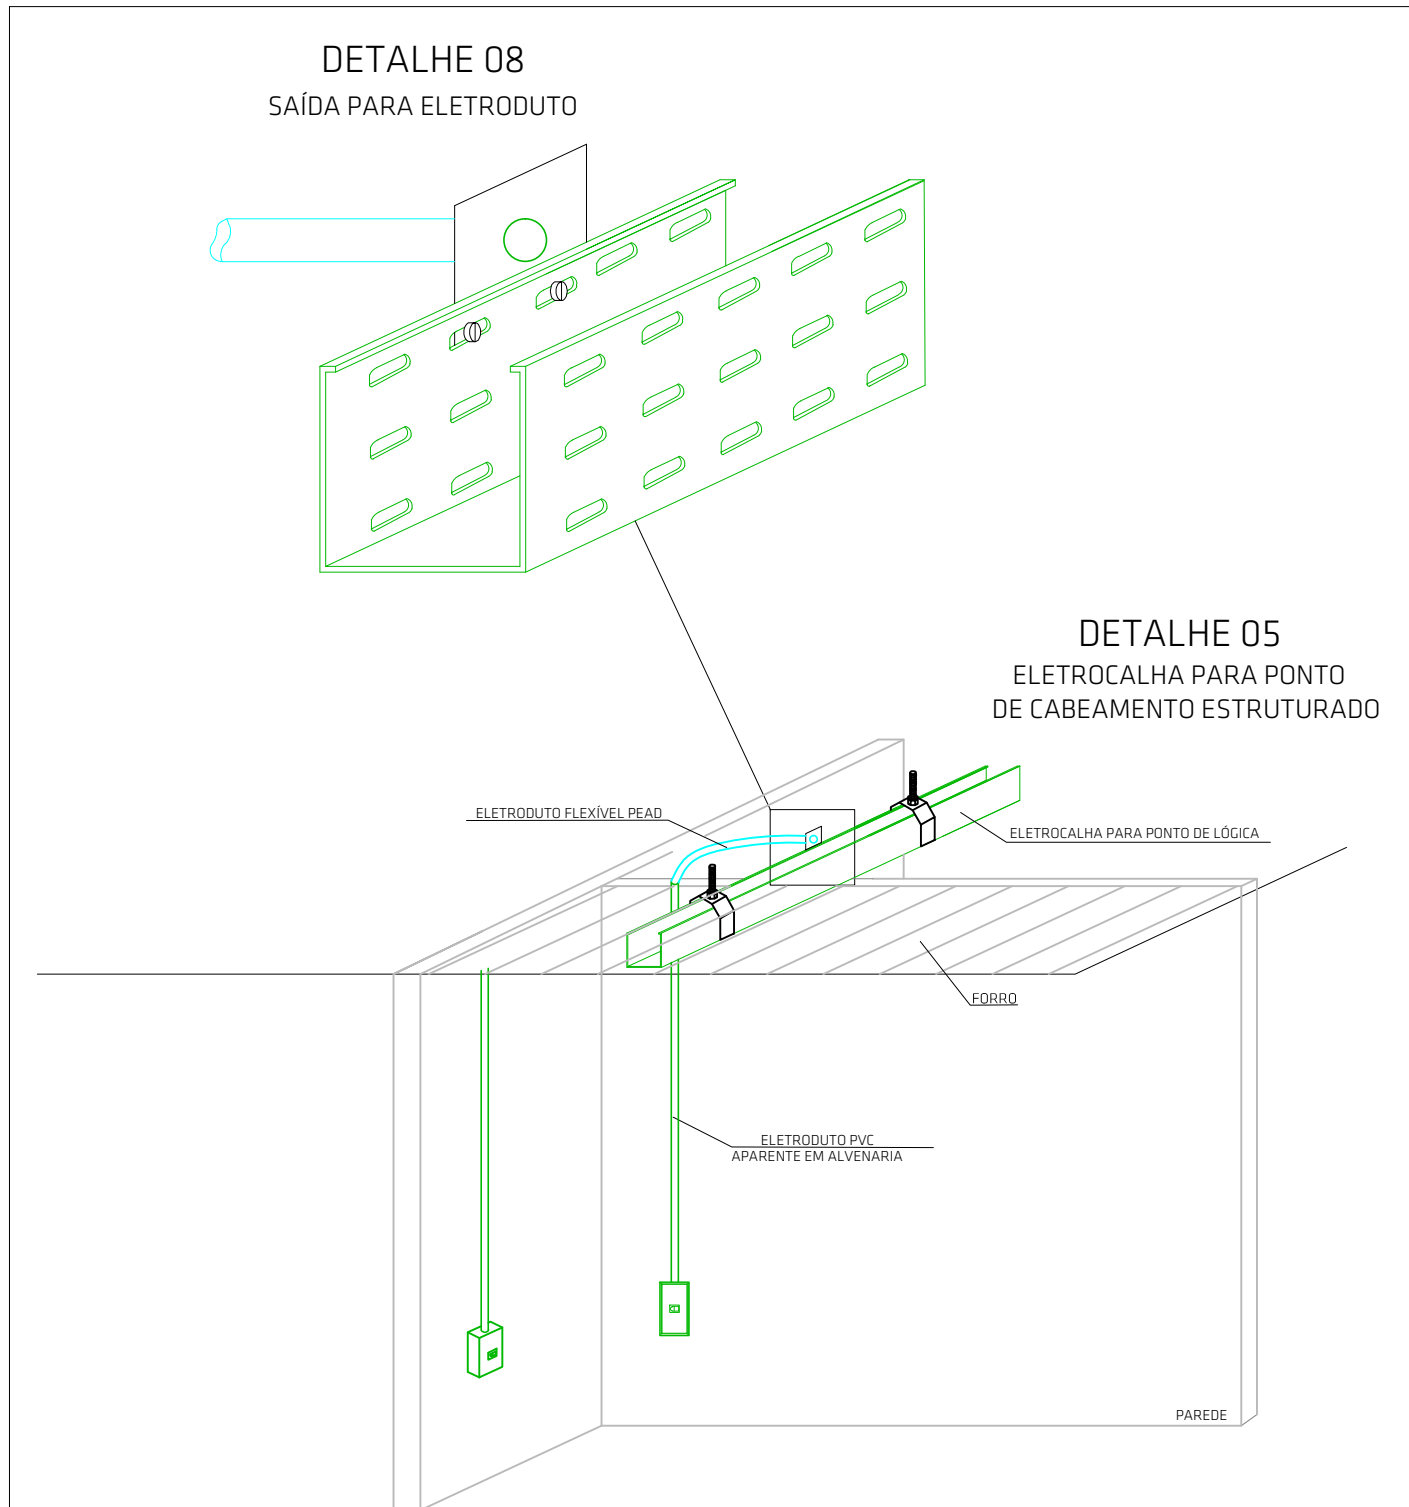 DETALHE 08
SAÍDA PARA ELETRODUTO
DETALHE 05
ELETROCALHA PARA PONTO
DE CABEAMENTO ESTRUTURADO
ELETRODUTO FLEXÍVEL PEAD
ELETROCALHA PARA PONTO DE LÓGICA
FORRO
ELETRODUTO PVC
APARENTE EM ALVENARIA
PAREDE